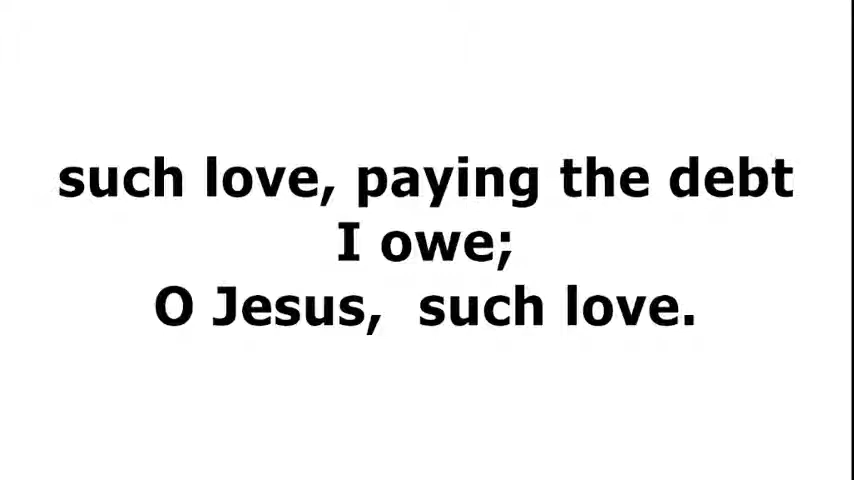 such love, paying the debt
I owe;
O Jesus,  such love.